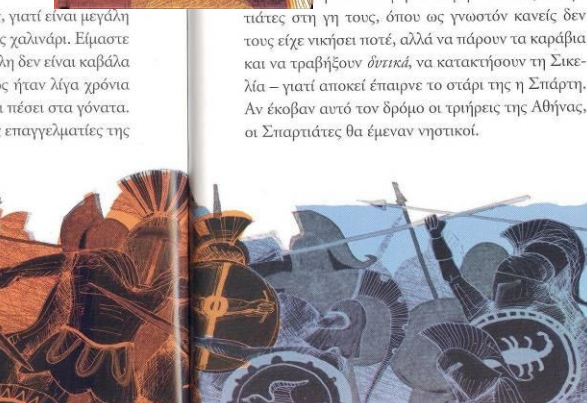 , γιατί είναι μεγάλη
ς χαλινάρι. Είμαστε
λη δεν είναι καβάλα
ς ήταν λίγα χρόνια
ι πέσει στα γόνατα.
ς επαγγελματίες της
τιάτες στη γη τους, όπου ως γνωστόν κανείς δεν
τους είχε νικήσει ποτέ, αλλά να πάρουν τα καράβια
και να τραβήξουν δυτικά, να κατακτήσουν τη Σικε-
λία – γιατί αποκεί έπαιρνε το στάρι της η Σπάρτη.
Αν έκοβαν αυτό τον δρόμο οι τριήρεις της Αθήνας,
οι Σπαρτιάτες θα έμεναν νηστικοί.